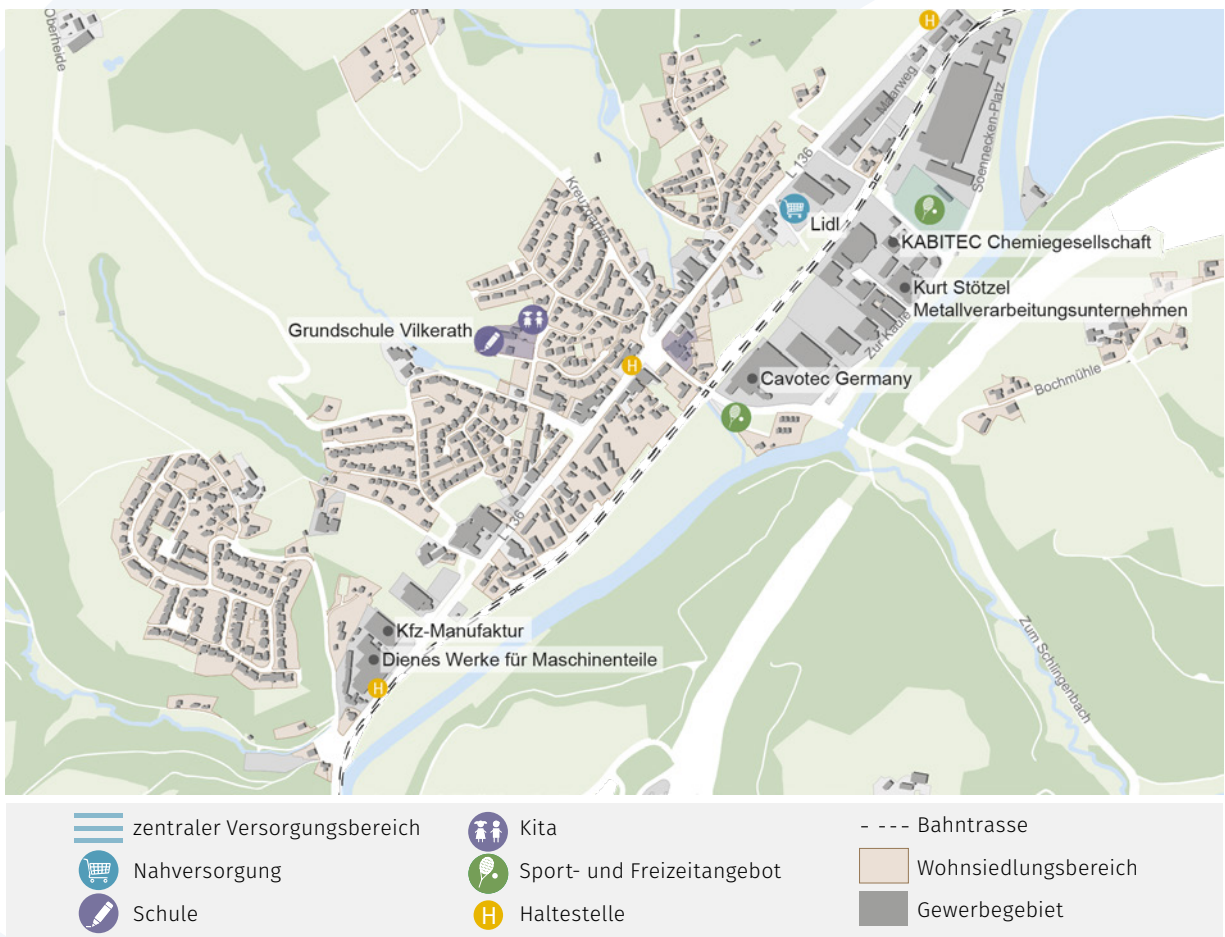 Oberheide
H
Maarweg
Soennecken-Platz
L 136
Lidl
KABITEC Chemiegesellschaft
Kurt Stötzel
Metallverarbeitungsunternehmen
Grundschule Vilkerath
H
Zur Kaule
Cavotec Germany
Bochmühle
136
Kfz-Manufaktur
Dienes Werke für Maschinenteile
H
Zum Schlingenbach
zentraler Versorgungsbereich
Nahversorgung
Schule
Kita
Sport- und Freizeitangebot
H Haltestelle
Bahntrasse
Wohnsiedlungsbereich
Gewerbegebiet